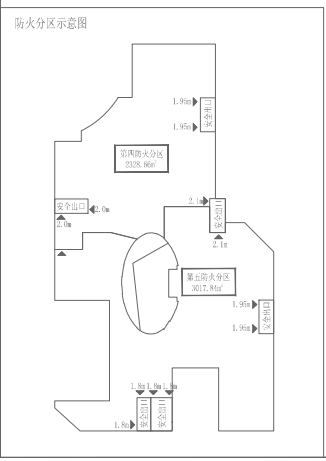 防火分区示意图
1.95m
安全出口
1.95m
第四防火分区
2328.66㎡
安全出口
2.0m
2.0m
2.1m
安全出口
2.1m
第五防火分区
3017.84㎡
1.95m
安全出口
1.95m
1.8m
1.8m
1.8m
1.8m
安全出口
安全出口